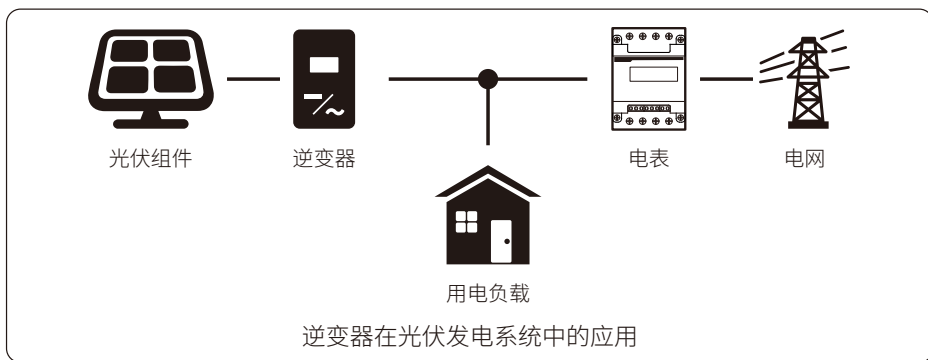 光伏组件
逆变器
电表
电网
用电负载
逆变器在光伏发电系统中的应用